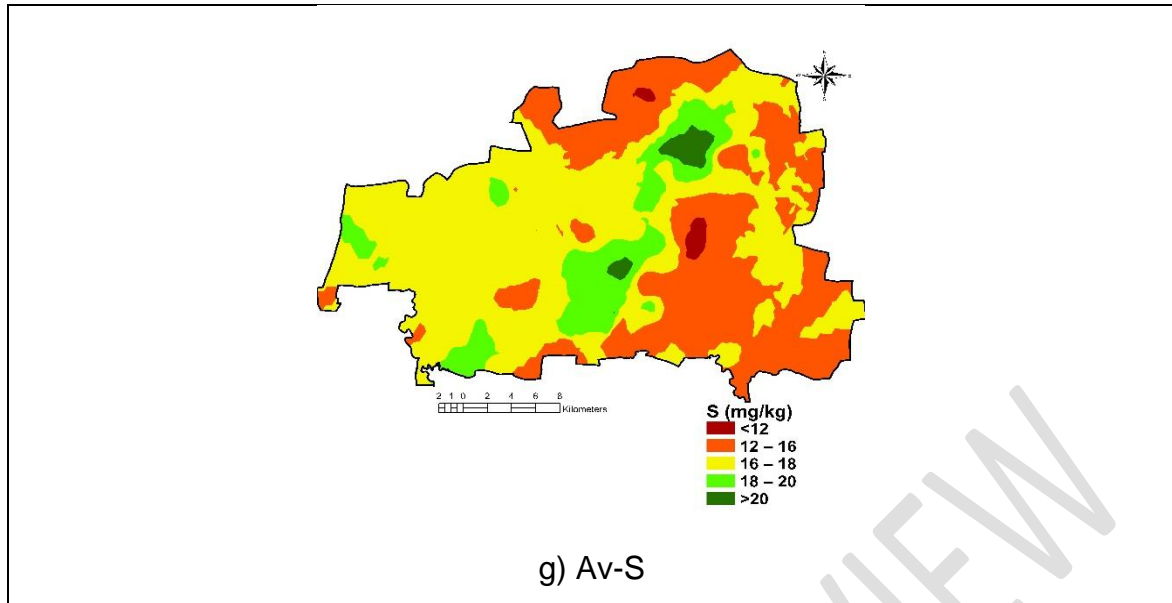 2 1 0 2 4 6 8
Kilometers
S (mg/kg)
<12
12 – 16
16 – 18
18 – 20
>20
g) Av-S
VIEW